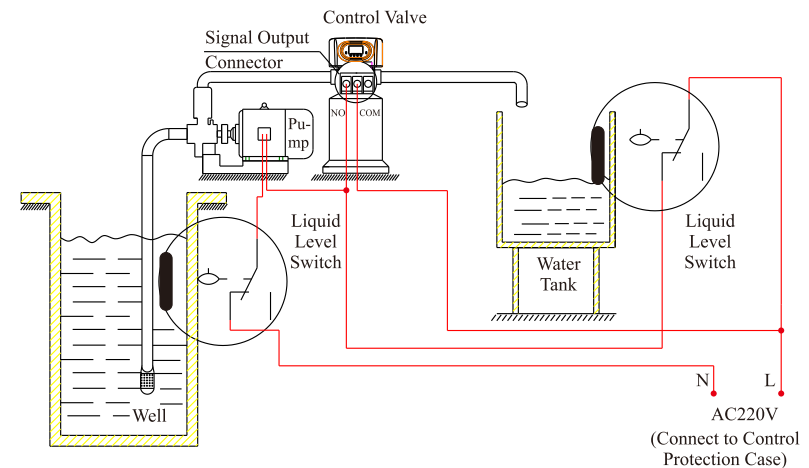 Control Valve
Signal Output
Connector
NO
COM
Pu-
mp
Liquid
Level
Switch
Liquid
Level
Switch
Water
Tank
Well
N
L
AC220V
(Connect to Control
Protection Case)